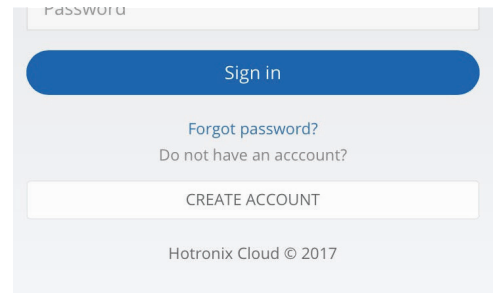 Password
Sign in
Forgot password?
Do not have an acccount?
CREATE ACCOUNT
Hotronix Cloud © 2017